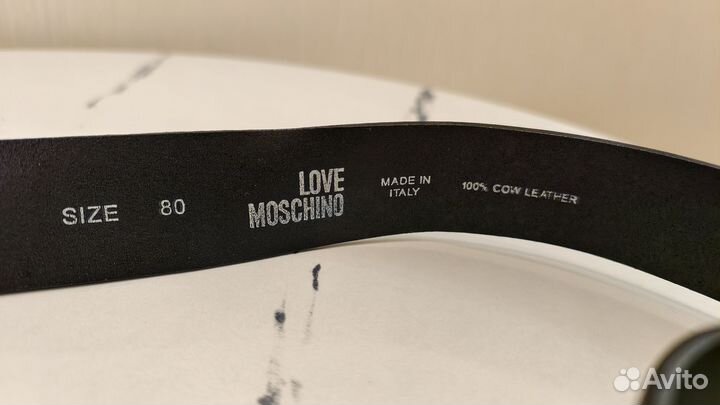 SIZE 80
LOVE
MOSCHINO
MADE IN
ITALY
100% COW LEATHER
Avito